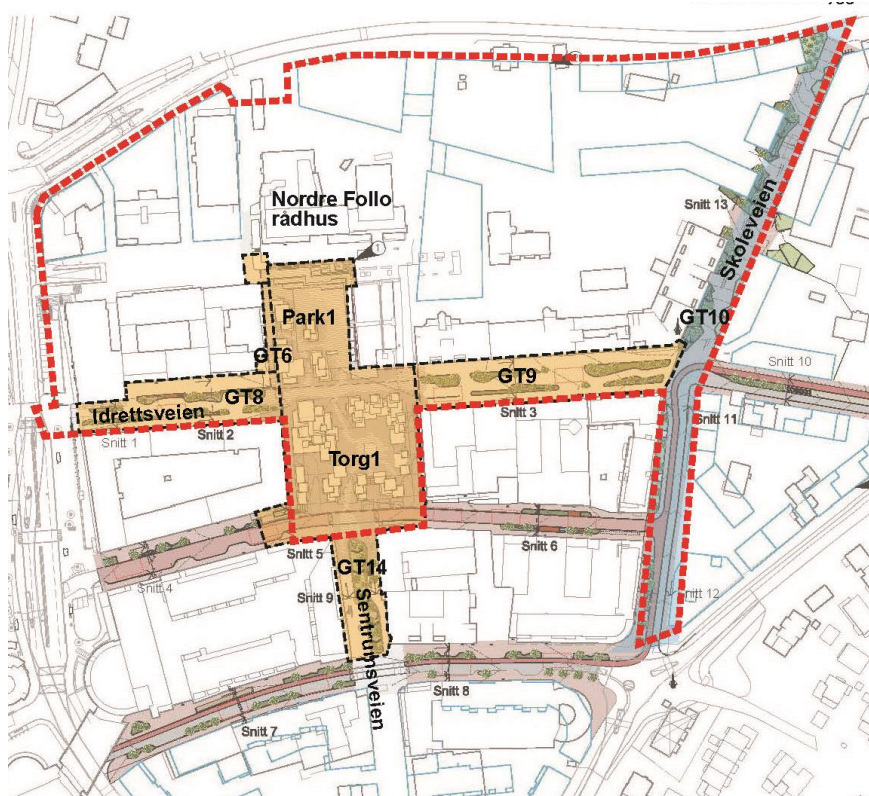 Nordre Follo
rådhus
1
Snitt 13
Skoleveien
Park1
GT10
GT6
Snitt 10
GT8
GT9
Idrettsveien
Snitt 1
Snitt 2
Snitt 3
Snitt 11
Torg1
Snitt 5
Snitt 6
GT14
Snitt 4
Snitt 9
Sentrumsveien
Snitt 12
Snitt 8
Snitt 7